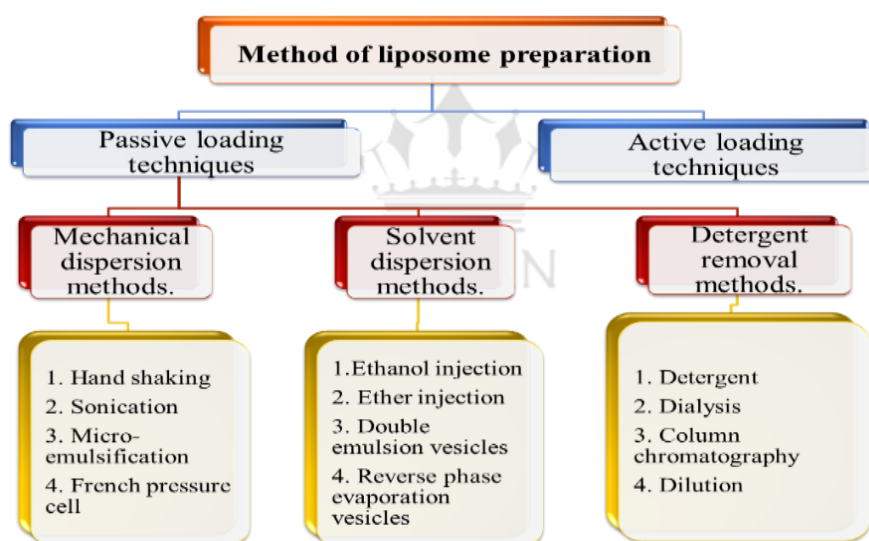 Method of liposome preparation
Passive loading
techniques
Active loading
techniques
Mechanical
dispersion
methods.
Solvent
dispersion
methods.
Detergent
removal
methods.
1. Hand shaking
2. Sonication
3. Micro-
emulsification
4. French pressure
cell
1.Ethanol injection
2. Ether injection
3. Double
emulsion vesicles
4. Reverse phase
evaporation
vesicles
1. Detergent
2. Dialysis
3. Column
chromatography
4. Dilution